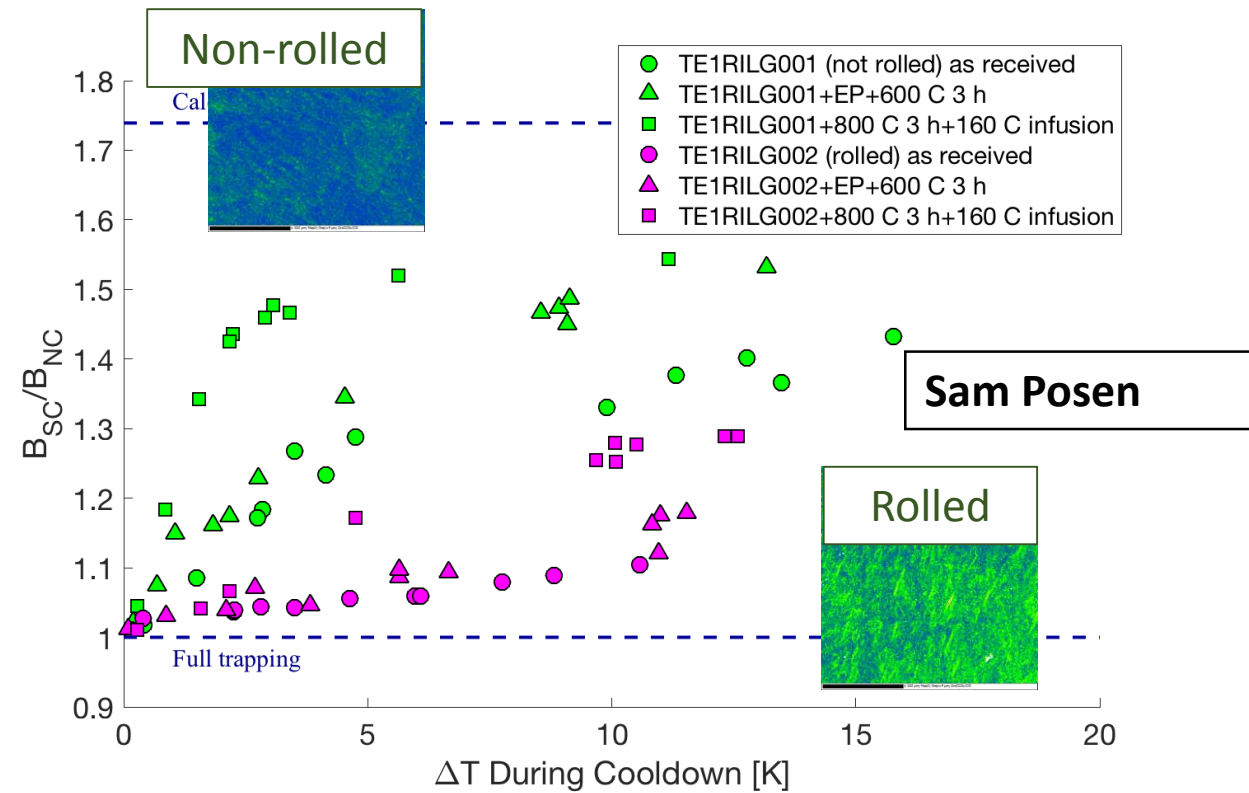 Non-rolled
Rolled
Sam Posen
TE1RILG001 (not rolled) as received
TE1RILG001+EP+600 C 3 h
TE1RILG001+800 C 3 h+160 C infusion
TE1RILG002 (rolled) as received
TE1RILG002+EP+600 C 3 h
TE1RILG002+800 C 3 h+160 C infusion
Full trapping
1.8
1.7
1.6
1.5
1.4
1.3
1.2
1.1
1
0.9
B_SC/B_NC
0
5
10
15
20
ΔT During Cooldown [K]